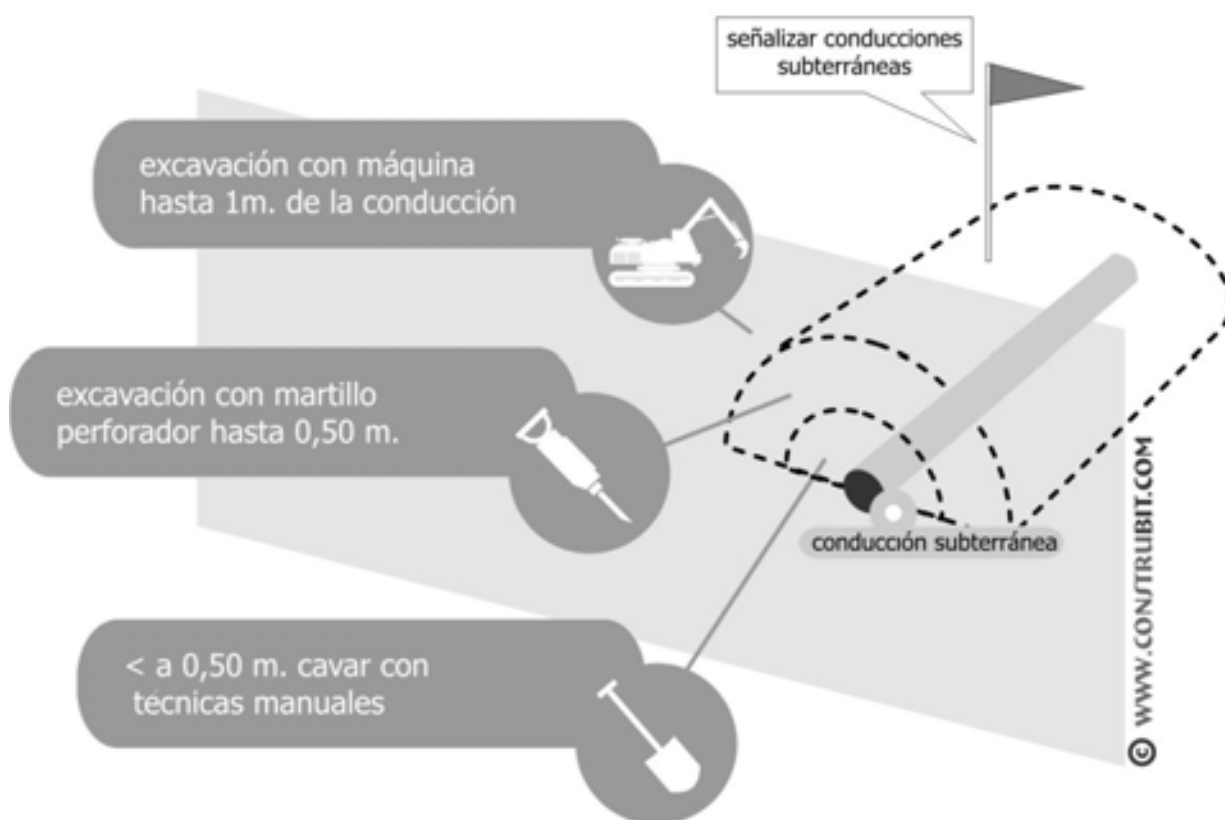 señalizar conducciones
subterráneas
excavación con máquina
hasta 1m. de la conducción
excavación con martillo
perforador hasta 0,50 m.
conducción subterránea
< a 0,50 m. cavar con
técnicas manuales
© WWW.CONSTRUBIT.COM